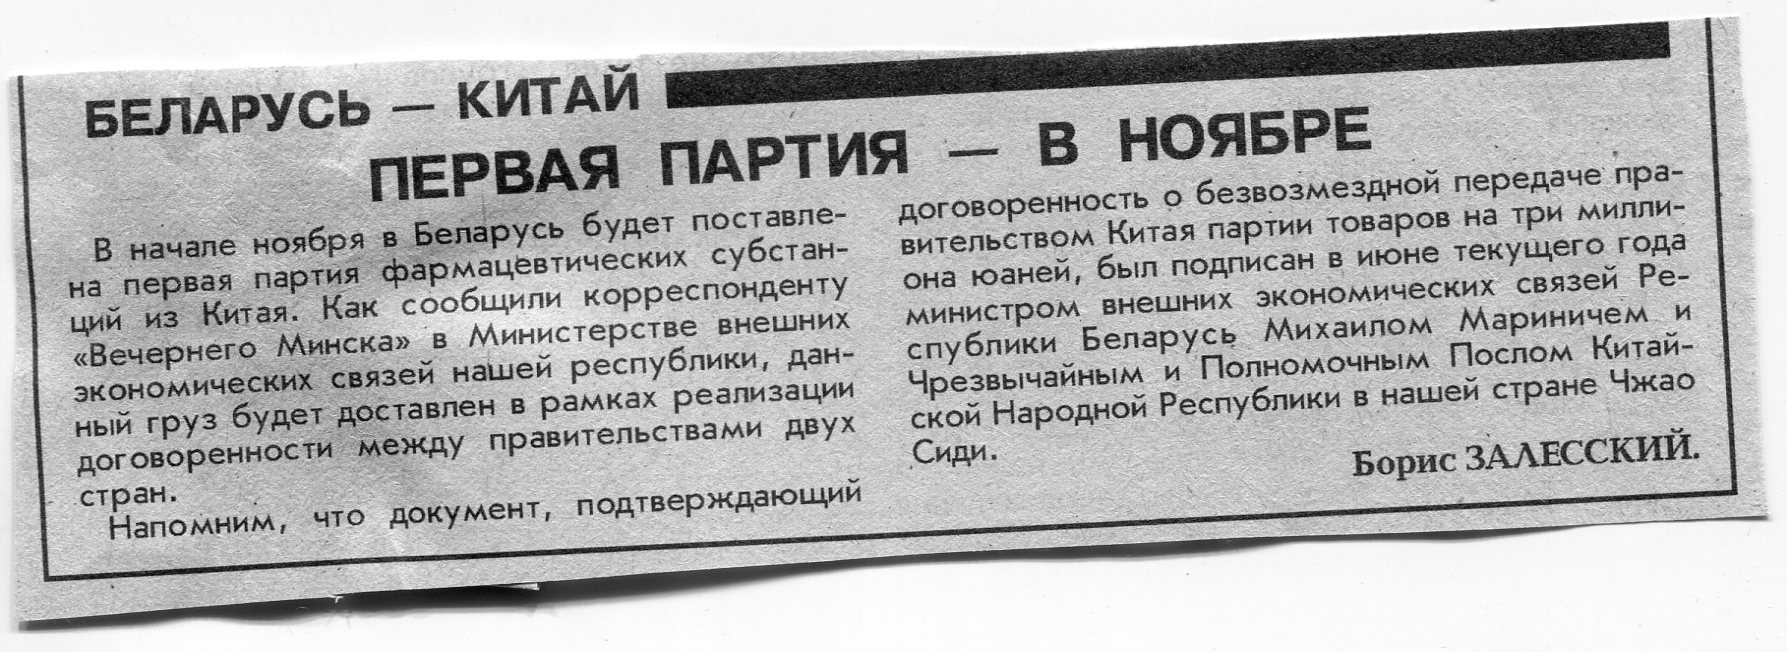 БЕЛАРУСЬ — КИТАЙ
ПЕРВАЯ ПАРТИЯ — В НОЯБРЕ
В начале ноября в Беларусь будет поставле-
на первая партия фармацевтических субстан-
ций из Китая. Как сообщили корреспонденту
«Вечернего Минска» в Министерстве внешних
экономических связей нашей республики, дан-
ный груз будет доставлен в рамках реализации
договоренности между правительствами двух
стран.
Напомним, что документ, подтверждающий
договоренность о безвозмездной передаче пра-
вительством Китая партии товаров на три милли-
она юаней, был подписан в июне текущего года
министром внешних экономических связей Ре-
спублики Беларусь Михаилом Мариничем и
Чрезвычайным и Полномочным Послом Китай-
ской Народной Республики в нашей стране Чжао
Сиди.
Борис ЗАЛЕССКИЙ.